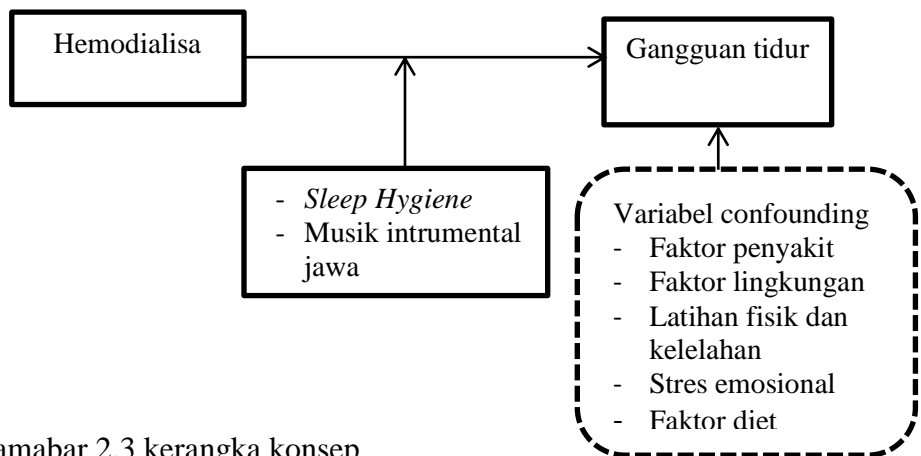 Hemodialisa
Gangguan tidur
- Sleep Hygiene
- Musik intrumental
jawa
Variabel confounding
- Faktor penyakit
- Faktor lingkungan
- Latihan fisik dan
kelelahan
- Stres emosional
- Faktor diet
amabar 2.3 kerangka konsep